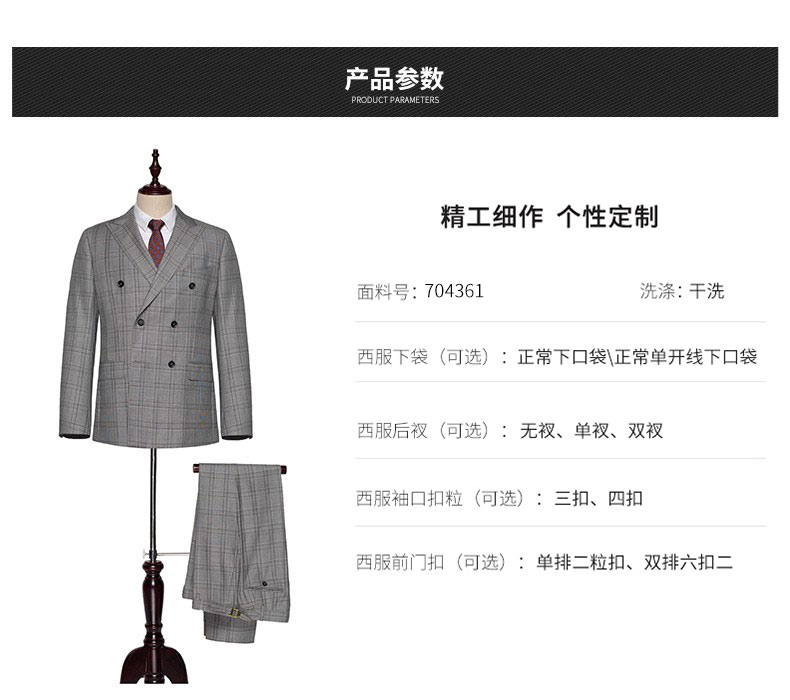 产品参数
PRODUCT PARAMETERS
精工细作 个性定制
面料号：704361 洗涤：干洗
西服下袋（可选）：正常下口袋\正常单开线下口袋
西服后衩（可选）：无衩、单衩、双衩
西服袖口扣粒（可选）：三扣、四扣
西服前门扣（可选）：单排二粒扣、双排六扣二